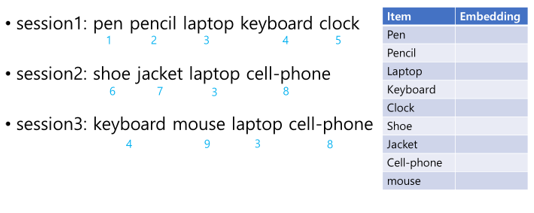 • session1: pen pencil laptop keyboard clock
1 2 3 4 5
• session2: shoe jacket laptop cell-phone
6 7 3 8
• session3: keyboard mouse laptop cell-phone
4 9 3 8
Item Embedding
Pen
Pencil
Laptop
Keyboard
Clock
Shoe
Jacket
Cell-phone
mouse